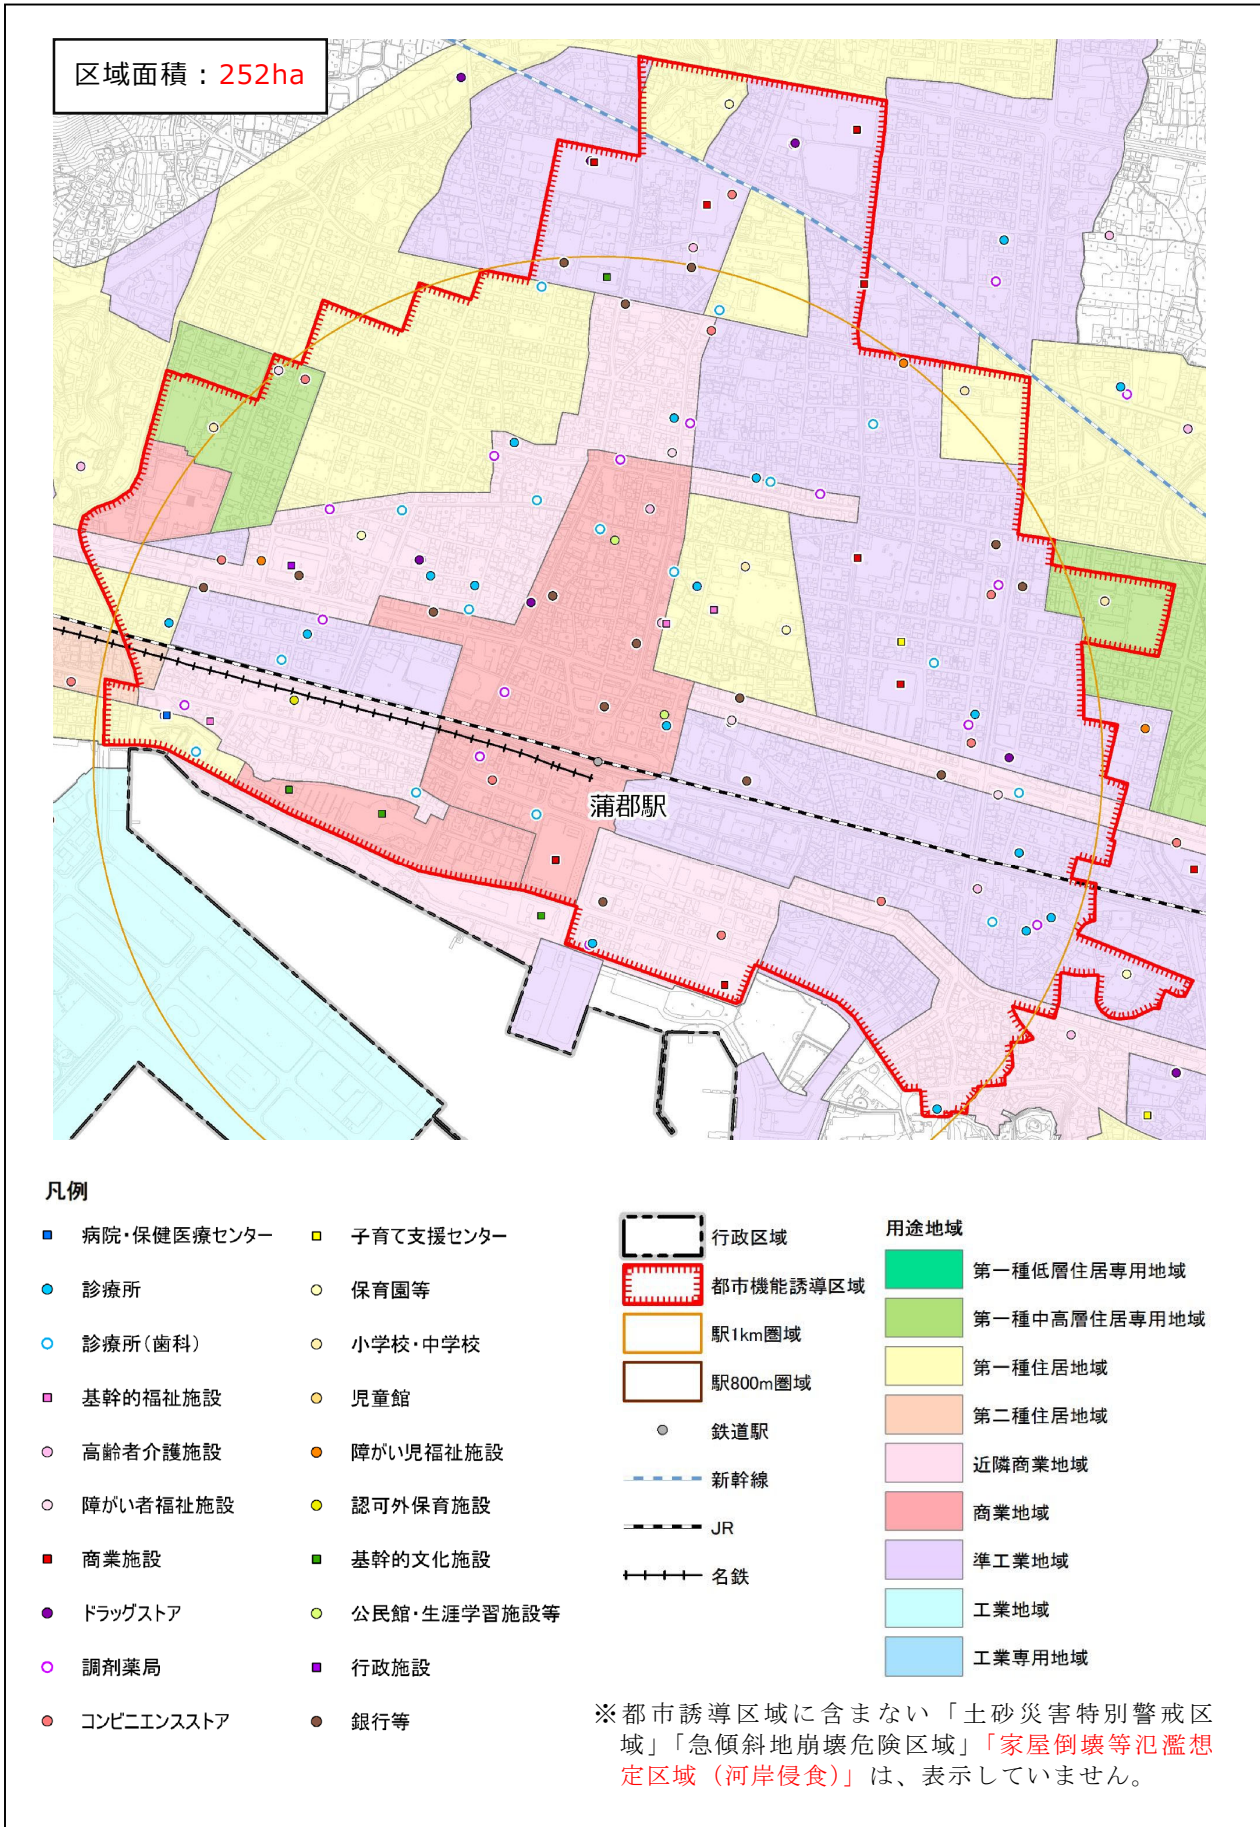 区域面積：252ha
蒲郡駅
凡例
病院・保健医療センター
診療所
診療所(歯科)
基幹的福祉施設
高齢者介護施設
障がい者福祉施設
商業施設
ドラッグストア
調剤薬局
コンビニエンスストア
子育て支援センター
保育園等
小学校・中学校
児童館
障がい児福祉施設
認可外保育施設
基幹的文化施設
公民館・生涯学習施設等
行政施設
銀行等
行政区域
都市機能誘導区域
駅1km圏域
駅800m圏域
鉄道駅
新幹線
JR
名鉄
用途地域
第一種低層住居専用地域
第一種中高層住居専用地域
第一種住居地域
第二種住居地域
近隣商業地域
商業地域
準工業地域
工業地域
工業専用地域
※都市誘導区域に含まない「土砂災害特別警戒区
域」「急傾斜地崩壊危険区域」「家屋倒壊等氾濫想
定区域（河岸侵食）」は、表示していません。